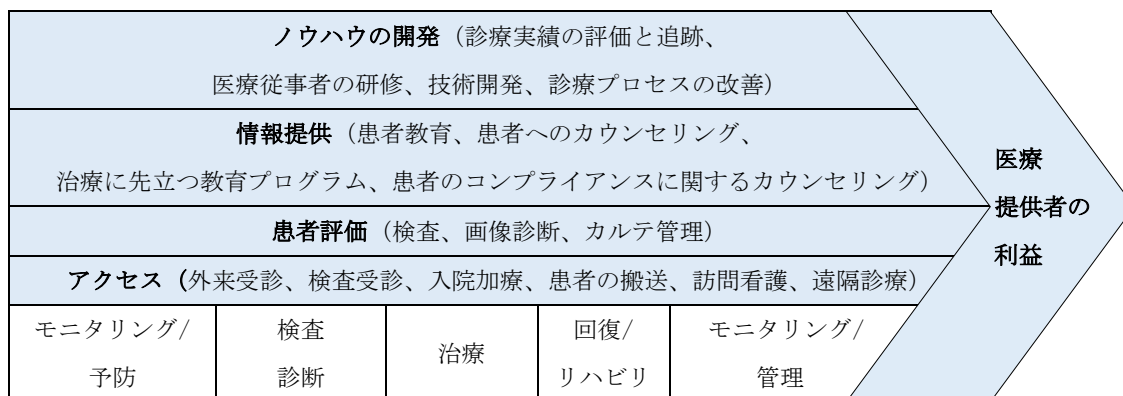 ノウハウの開発（診療実績の評価と追跡、
医療従事者の研修、技術開発、診療プロセスの改善）
情報提供（患者教育、患者へのカウンセリング、
治療に先立つ教育プログラム、患者のコンプライアンスに関するカウンセリング）
患者評価（検査、画像診断、カルテ管理）
アクセス（外来受診、検査受診、入院加療、患者の搬送、訪問看護、遠隔診療）
モニタリング/
予防
検査
診断
治療
回復/
リハビリ
モニタリング/
管理
医療
提供者の
利益